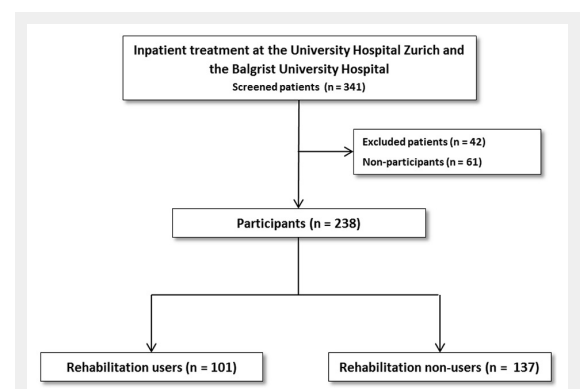 Inpatient treatment at the University Hospital Zurich and
the Balgrist University Hospital
Screened patients (n = 341)
Excluded patients (n = 42)
Non-participants (n = 61)
Participants (n = 238)
Rehabilitation users (n = 101)
Rehabilitation non-users (n = 137)